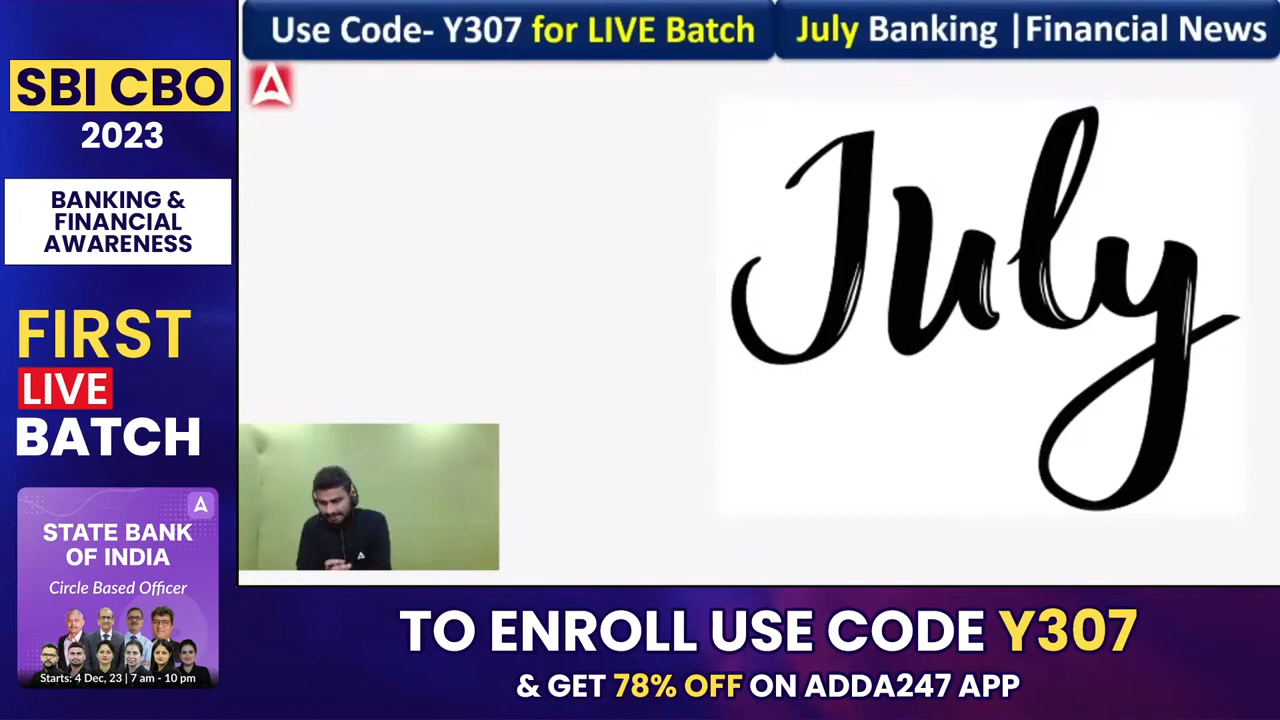 Use Code- Y307 for LIVE Batch
July Banking |Financial News
SBI CBO
2023
BANKING &
FINANCIAL
AWARENESS
FIRST
LIVE
BATCH
STATE BANK
OF INDIA
Circle Based Officer
Starts: 4 Dec, 23 | 7 am - 10 pm
July
TO ENROLL USE CODE Y307
& GET 78% OFF ON ADDA247 APP